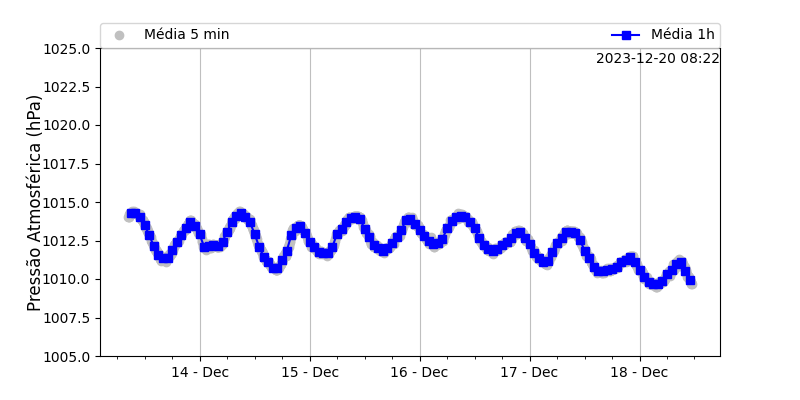 Média 5 min
Média 1h
2023-12-20 08:22
Pressão Atmosférica (hPa)
1025.0
1022.5
1020.0
1017.5
1015.0
1012.5
1010.0
1007.5
1005.0
14 - Dec
15 - Dec
16 - Dec
17 - Dec
18 - Dec